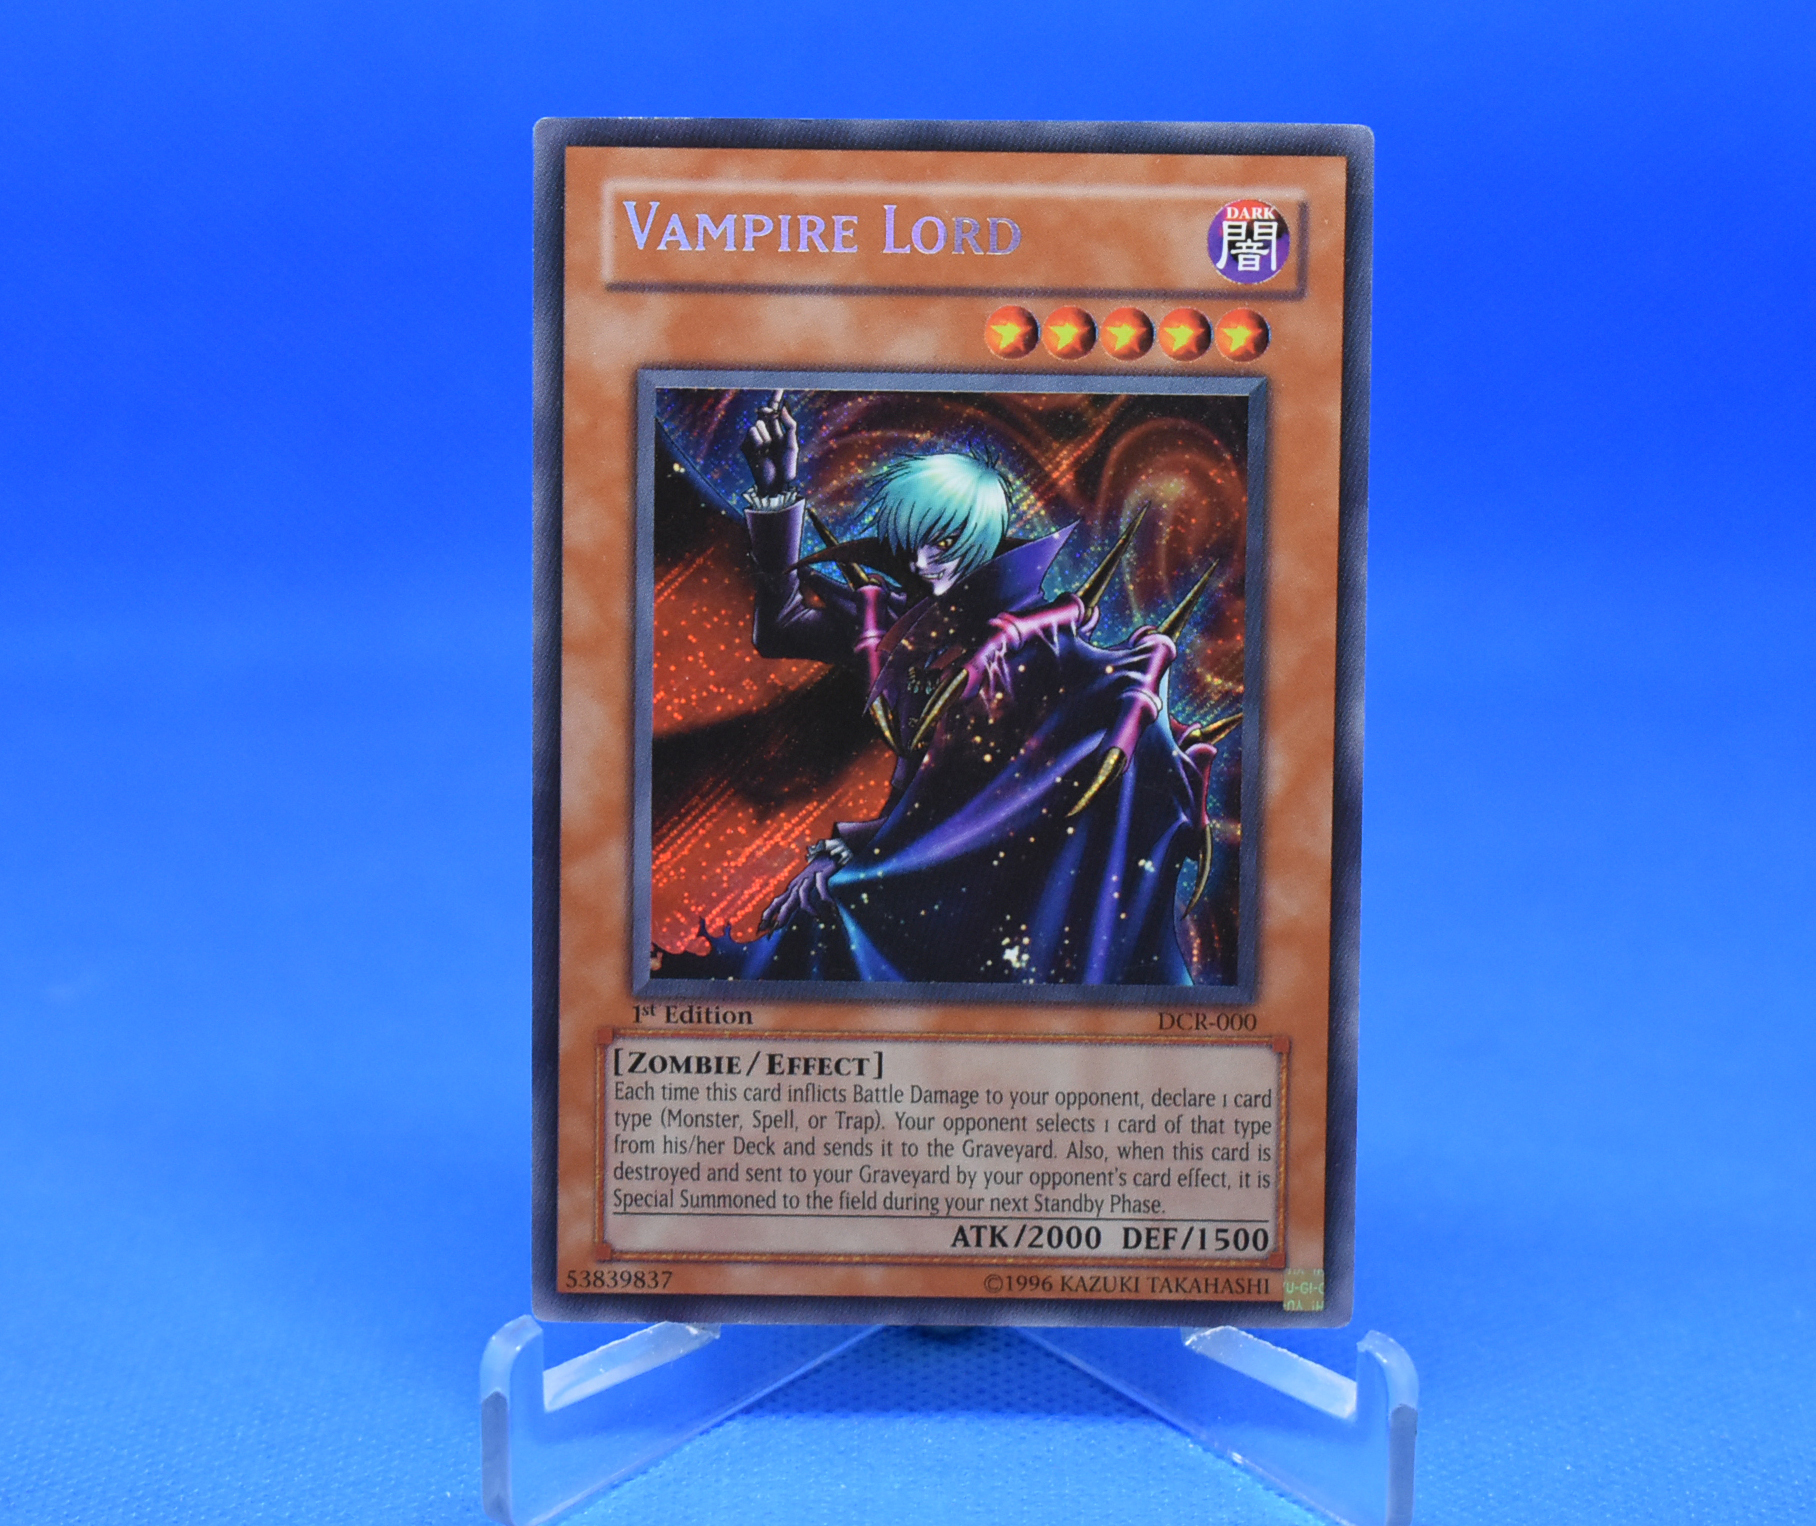 VAMPIRE LORD
DARK
闇
1st Edition
DCR-000
[ZOMBIE/EFFECT]
Each time this card inflicts Battle Damage to your opponent, declare 1 card
type (Monster, Spell, or Trap). Your opponent selects 1 card of that type
from his/her Deck and sends it to the Graveyard. Also, when this card is
destroyed and sent to your Graveyard by your opponent's card effect, it is
Special Summoned to the field during your next Standby Phase.
ATK/2000 DEF/1500
53839837
©1996 KAZUKI TAKAHASHI